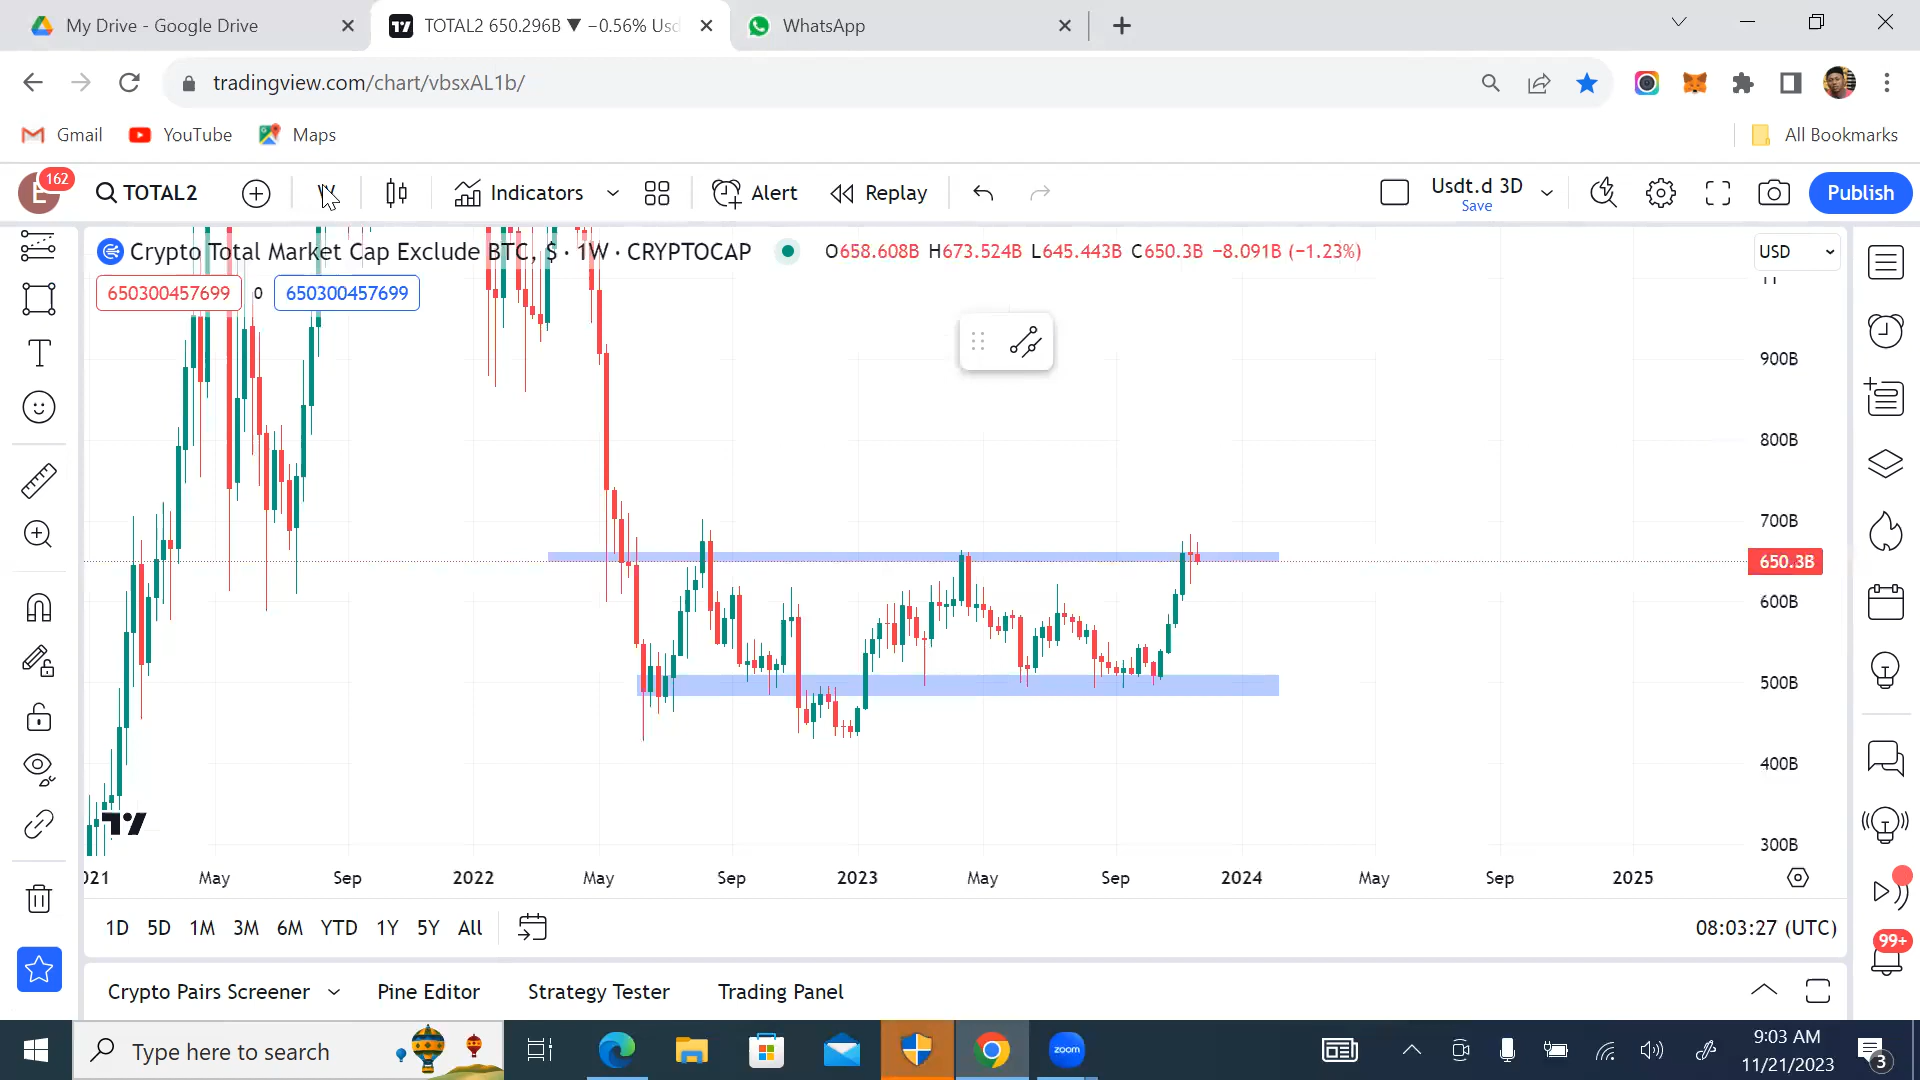 My Drive - Google Drive
TOTAL2 650.296B ▼ −0.56% Usd
WhatsApp
tradingview.com/chart/vbsxAL1b/
Gmail
YouTube
Maps
All Bookmarks
E
162
TOTAL2
Indicators
Alert
Replay
Usdt.d 3D
Save
Publish
Crypto Total Market Cap Exclude BTC, $ · 1W · CRYPTOCAP
O658.608B H673.524B L645.443B C650.3B −8.091B (−1.23%)
USD
650300457699
0
650300457699
900B
800B
700B
650.3B
600B
500B
400B
300B
May
Sep
2022
May
Sep
2023
May
Sep
2024
May
Sep
2025
1D
5D
1M
3M
6M
YTD
1Y
5Y
All
08:03:27 (UTC)
99+
Crypto Pairs Screener
Pine Editor
Strategy Tester
Trading Panel
Type here to search
zoom
9:03 AM
11/21/2023
3